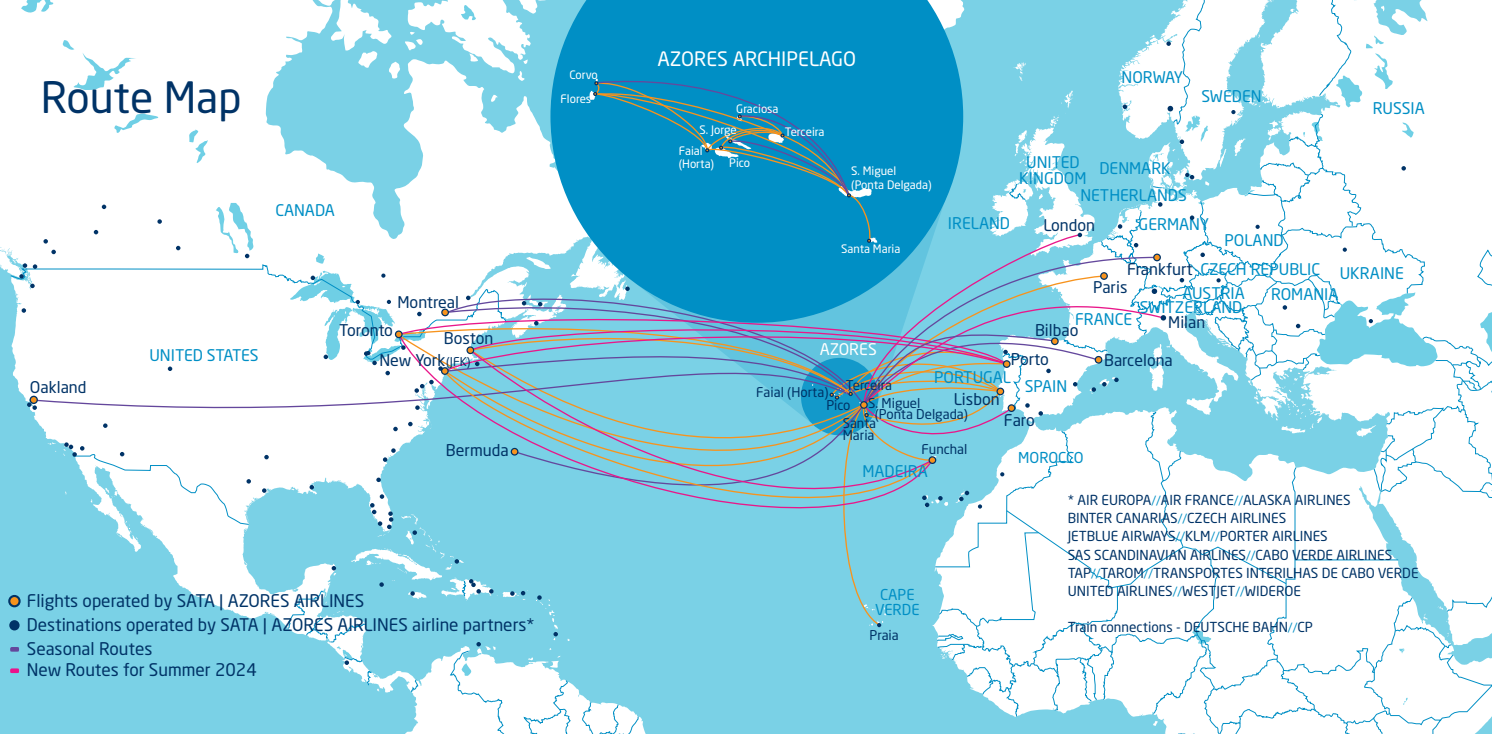 Route Map
AZORES ARCHIPELAGO
Corvo
Flores
Graciosa
S. Jorge
Terceira
Faial
(Horta)
Pico
S. Miguel
(Ponta Delgada)
Santa Maria
NORWAY
SWEDEN
RUSSIA
UNITED
KINGDOM
DENMARK
NETHERLANDS
IRELAND
London
GERMANY
POLAND
CANADA
Frankfurt
CZECH REPUBLIC
UKRAINE
Paris
AUSTRIA
ROMANIA
SWITZERLAND
Montreal
Toronto
Boston
New York(JFK)
UNITED STATES
Oakland
Bermuda
FRANCE
Milan
Bilbao
Barcelona
AZORES
Porto
PORTUGAL
SPAIN
Lisbon
Faro
Terceira
Faial (Horta)
Pico
S. Miguel
(Ponta Delgada)
Santa
Maria
Funchal
MADEIRA
MOROCCO
CAPE
VERDE
Praia
* AIR EUROPA//AIR FRANCE//ALASKA AIRLINES
BINTER CANARIAS//CZECH AIRLINES
JETBLUE AIRWAYS//KLM//PORTER AIRLINES
SAS SCANDINAVIAN AIRLINES//CABO VERDE AIRLINES
TAP//TAROM//TRANSPORTES INTERILHAS DE CABO VERDE
UNITED AIRLINES//WESTJET//WIDEROE
Train connections - DEUTSCHE BAHN//CP
Flights operated by SATA | AZORES AIRLINES
Destinations operated by SATA | AZORES AIRLINES airline partners*
Seasonal Routes
New Routes for Summer 2024